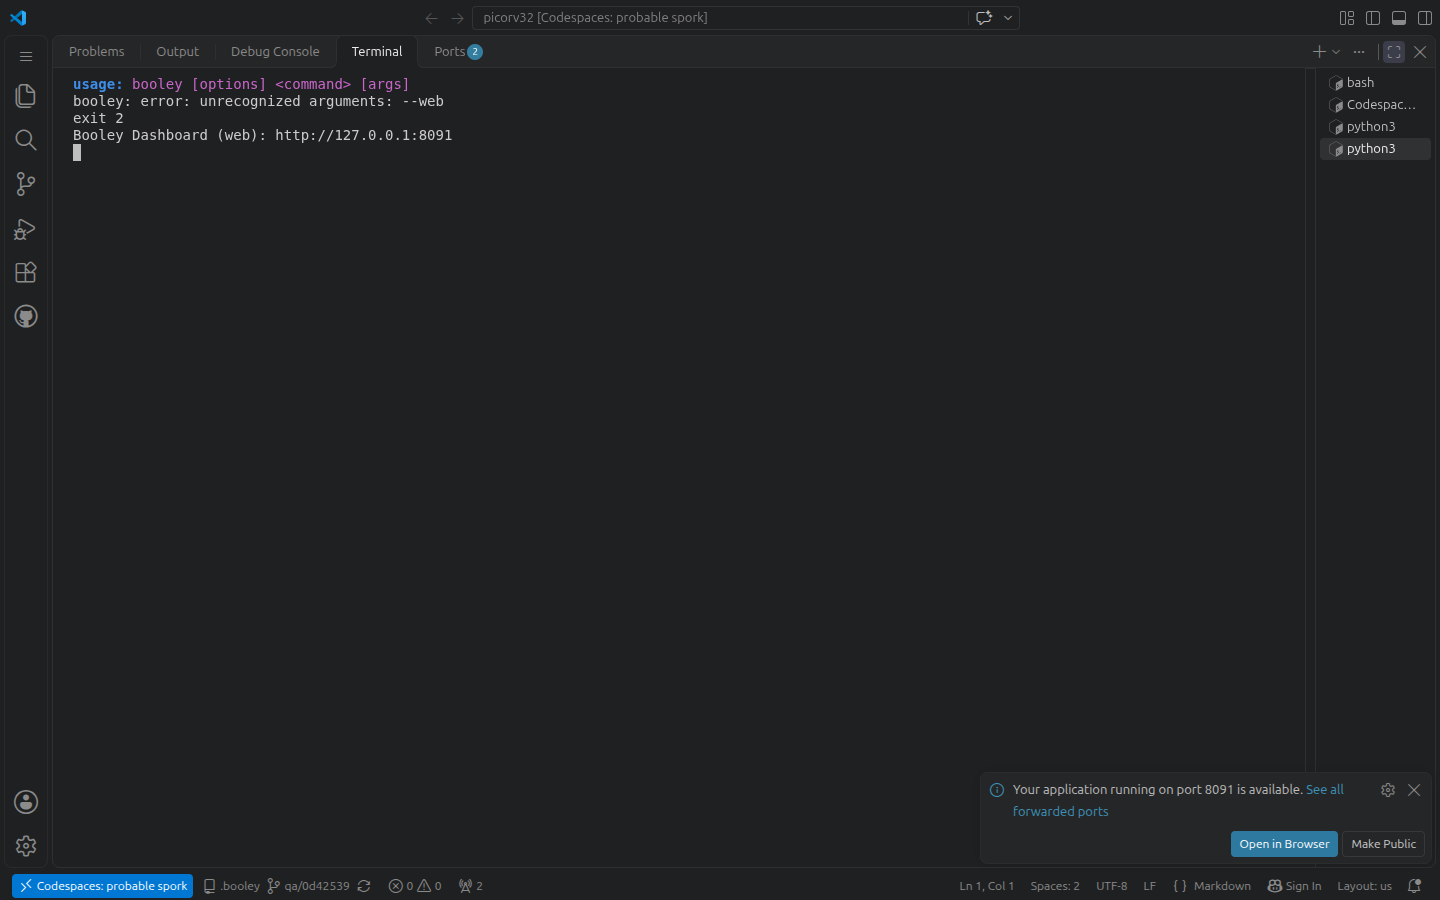 picorv32 [Codespaces: probable spork]
Problems
Output
Debug Console
Terminal
Ports 2
usage: booley [options] <command> [args]
booley: error: unrecognized arguments: --web
exit 2
Booley Dashboard (web): http://127.0.0.1:8091
bash
Codespac...
python3
python3
Your application running on port 8091 is available. See all
forwarded ports
Open in Browser
Make Public
Codespaces: probable spork
.booley
qa/0d42539
0
0
2
Ln 1, Col 1
Spaces: 2
UTF-8
LF
{ } Markdown
Sign In
Layout: us